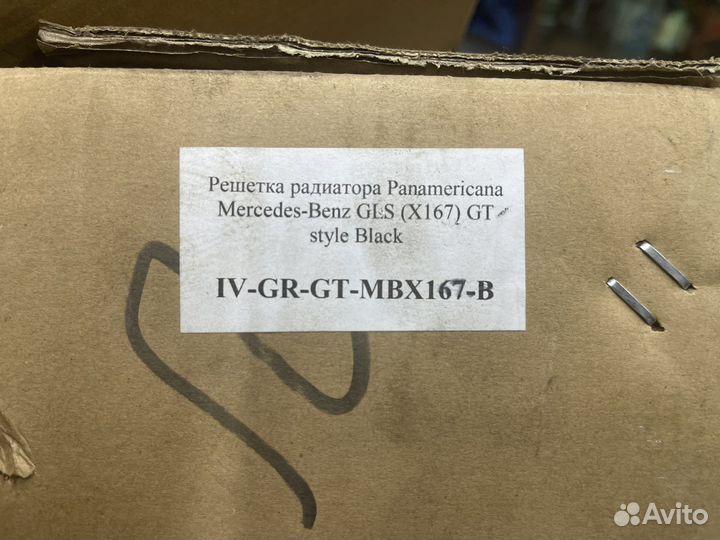 Решетка радиатора Panamericana
Mercedes-Benz GLS (X167) GT
style Black
IV-GR-GT-MBX167-B
Avito